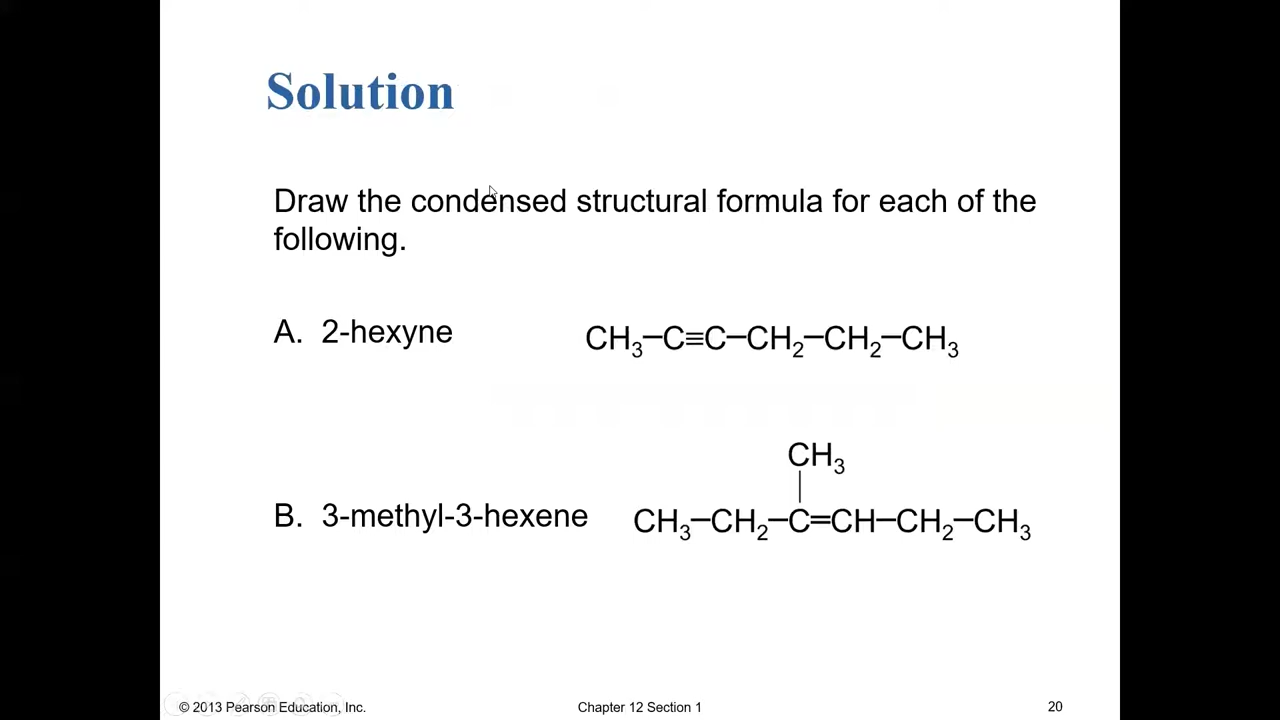 Solution
Draw the condensed structural formula for each of the
following.
A. 2-hexyne CH₃–C≡C–CH₂–CH₂–CH₃
CH₃
B. 3-methyl-3-hexene CH₃–CH₂–C=CH–CH₂–CH₃
© 2013 Pearson Education, Inc. Chapter 12 Section 1 20